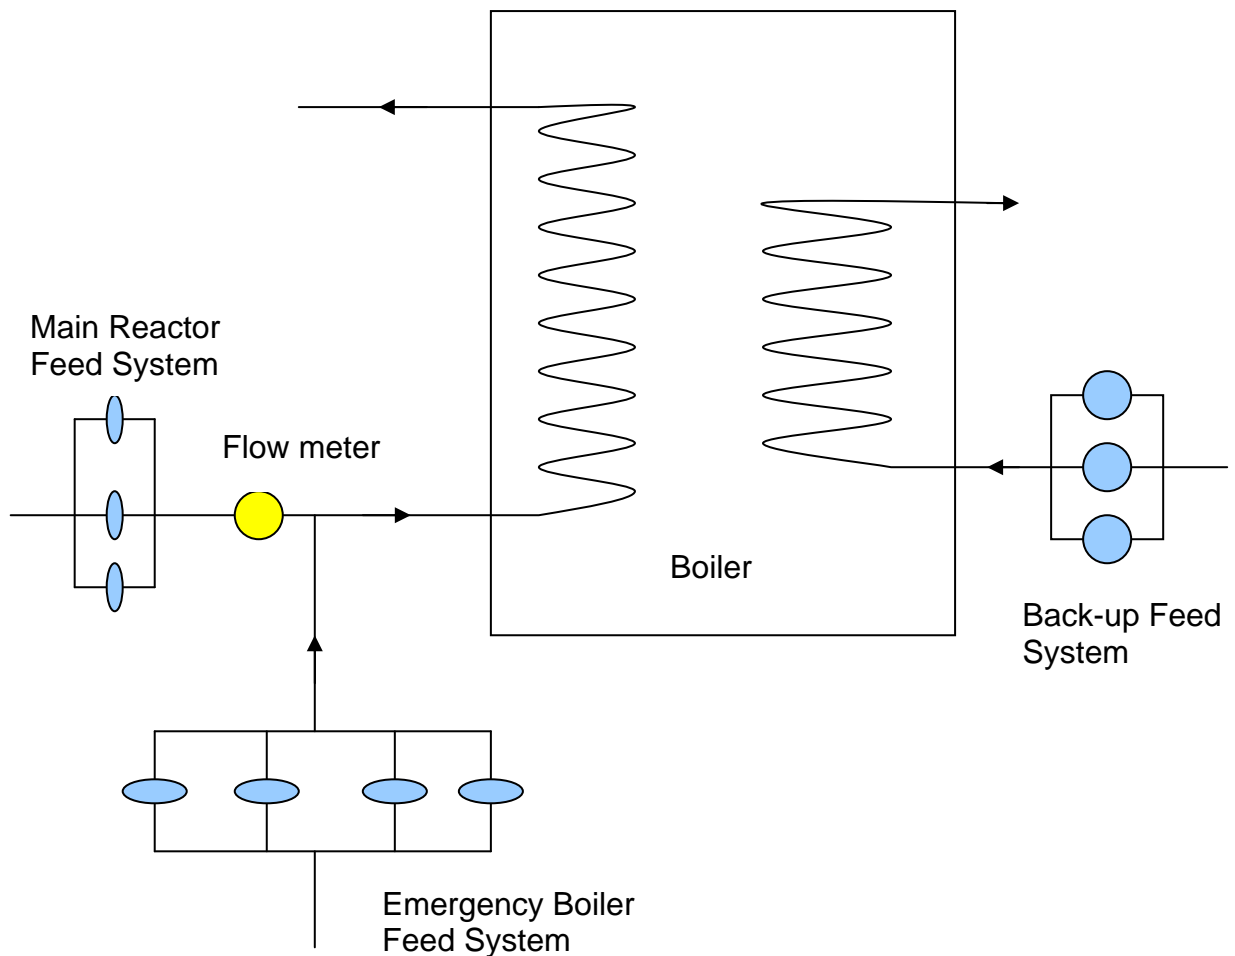 Main Reactor
Feed System
Flow meter
Boiler
Back-up Feed
System
Emergency Boiler
Feed System